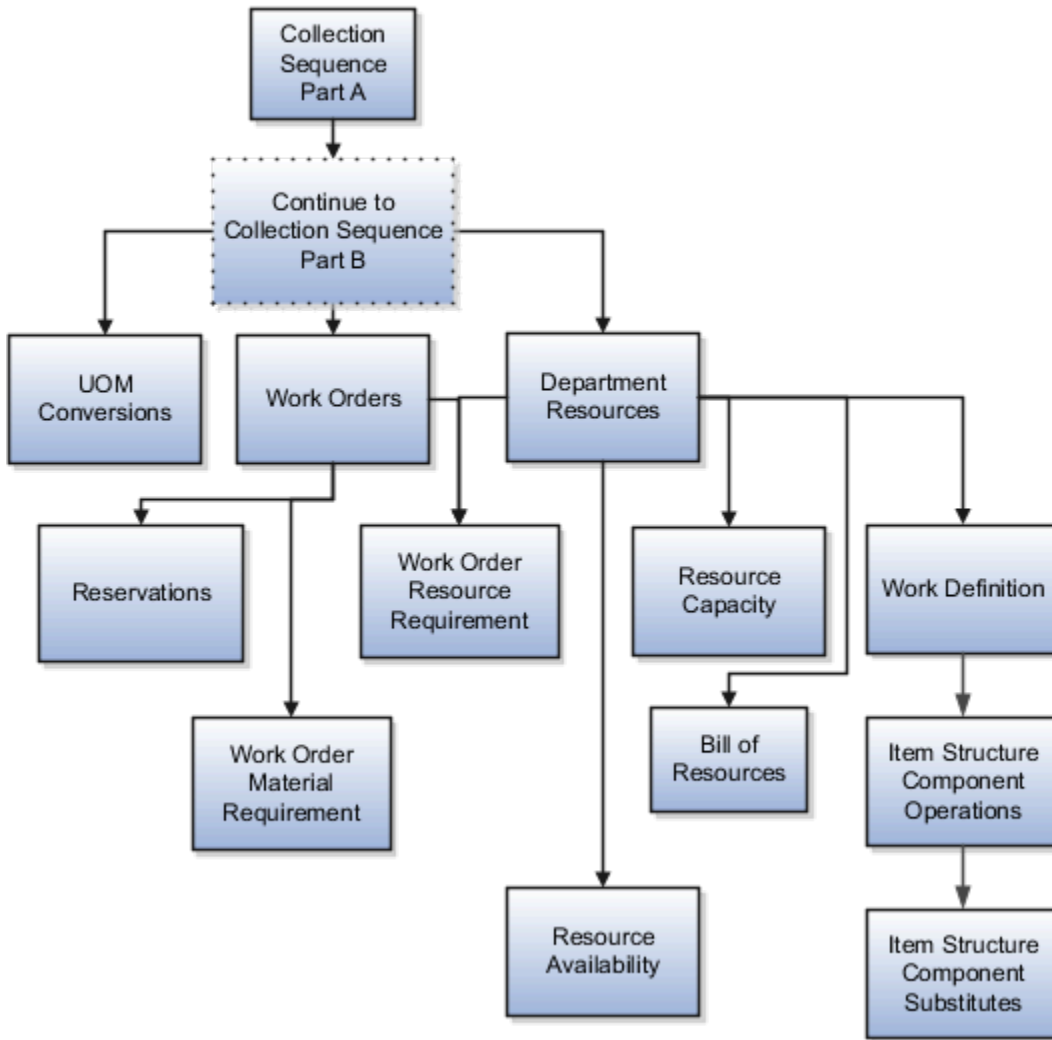 Collection
Sequence
Part A
Continue to
Collection Sequence
Part B
UOM
Conversions
Work Orders
Department
Resources
Reservations
Work Order
Resource
Requirement
Resource
Capacity
Work Definition
Work Order
Material
Requirement
Bill of
Resources
Item Structure
Component
Operations
Resource
Availability
Item Structure
Component
Substitutes